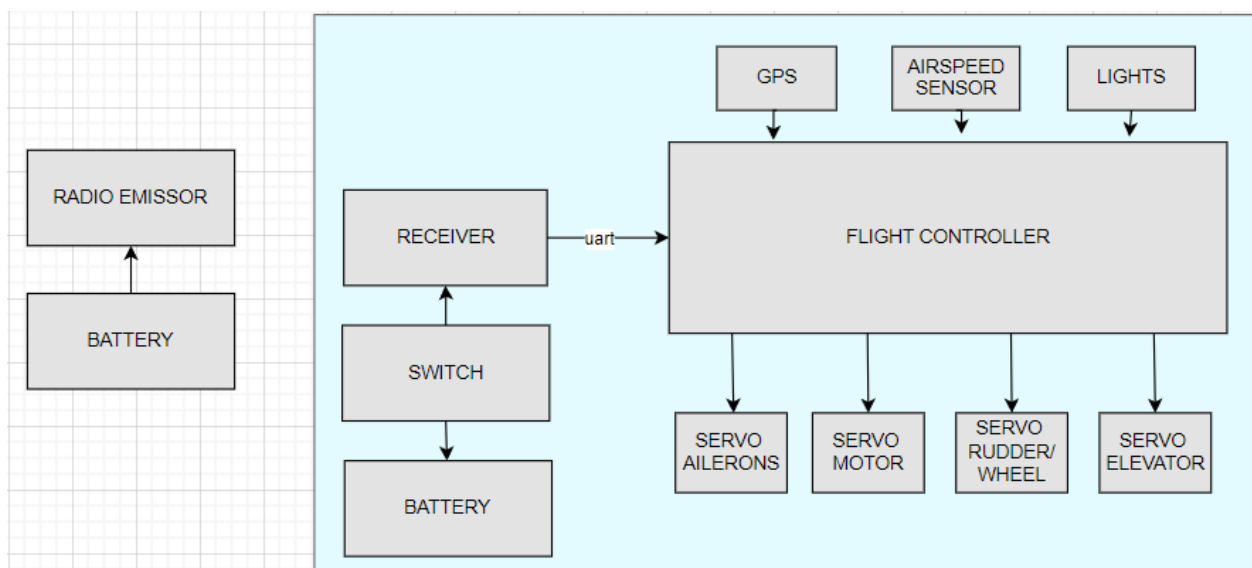 GPS
AIRSPEED
SENSOR
LIGHTS
RADIO EMISSOR
RECEIVER
uart
FLIGHT CONTROLLER
BATTERY
SWITCH
SERVO
AILERONS
SERVO
MOTOR
SERVO
RUDDER/
WHEEL
SERVO
ELEVATOR
BATTERY